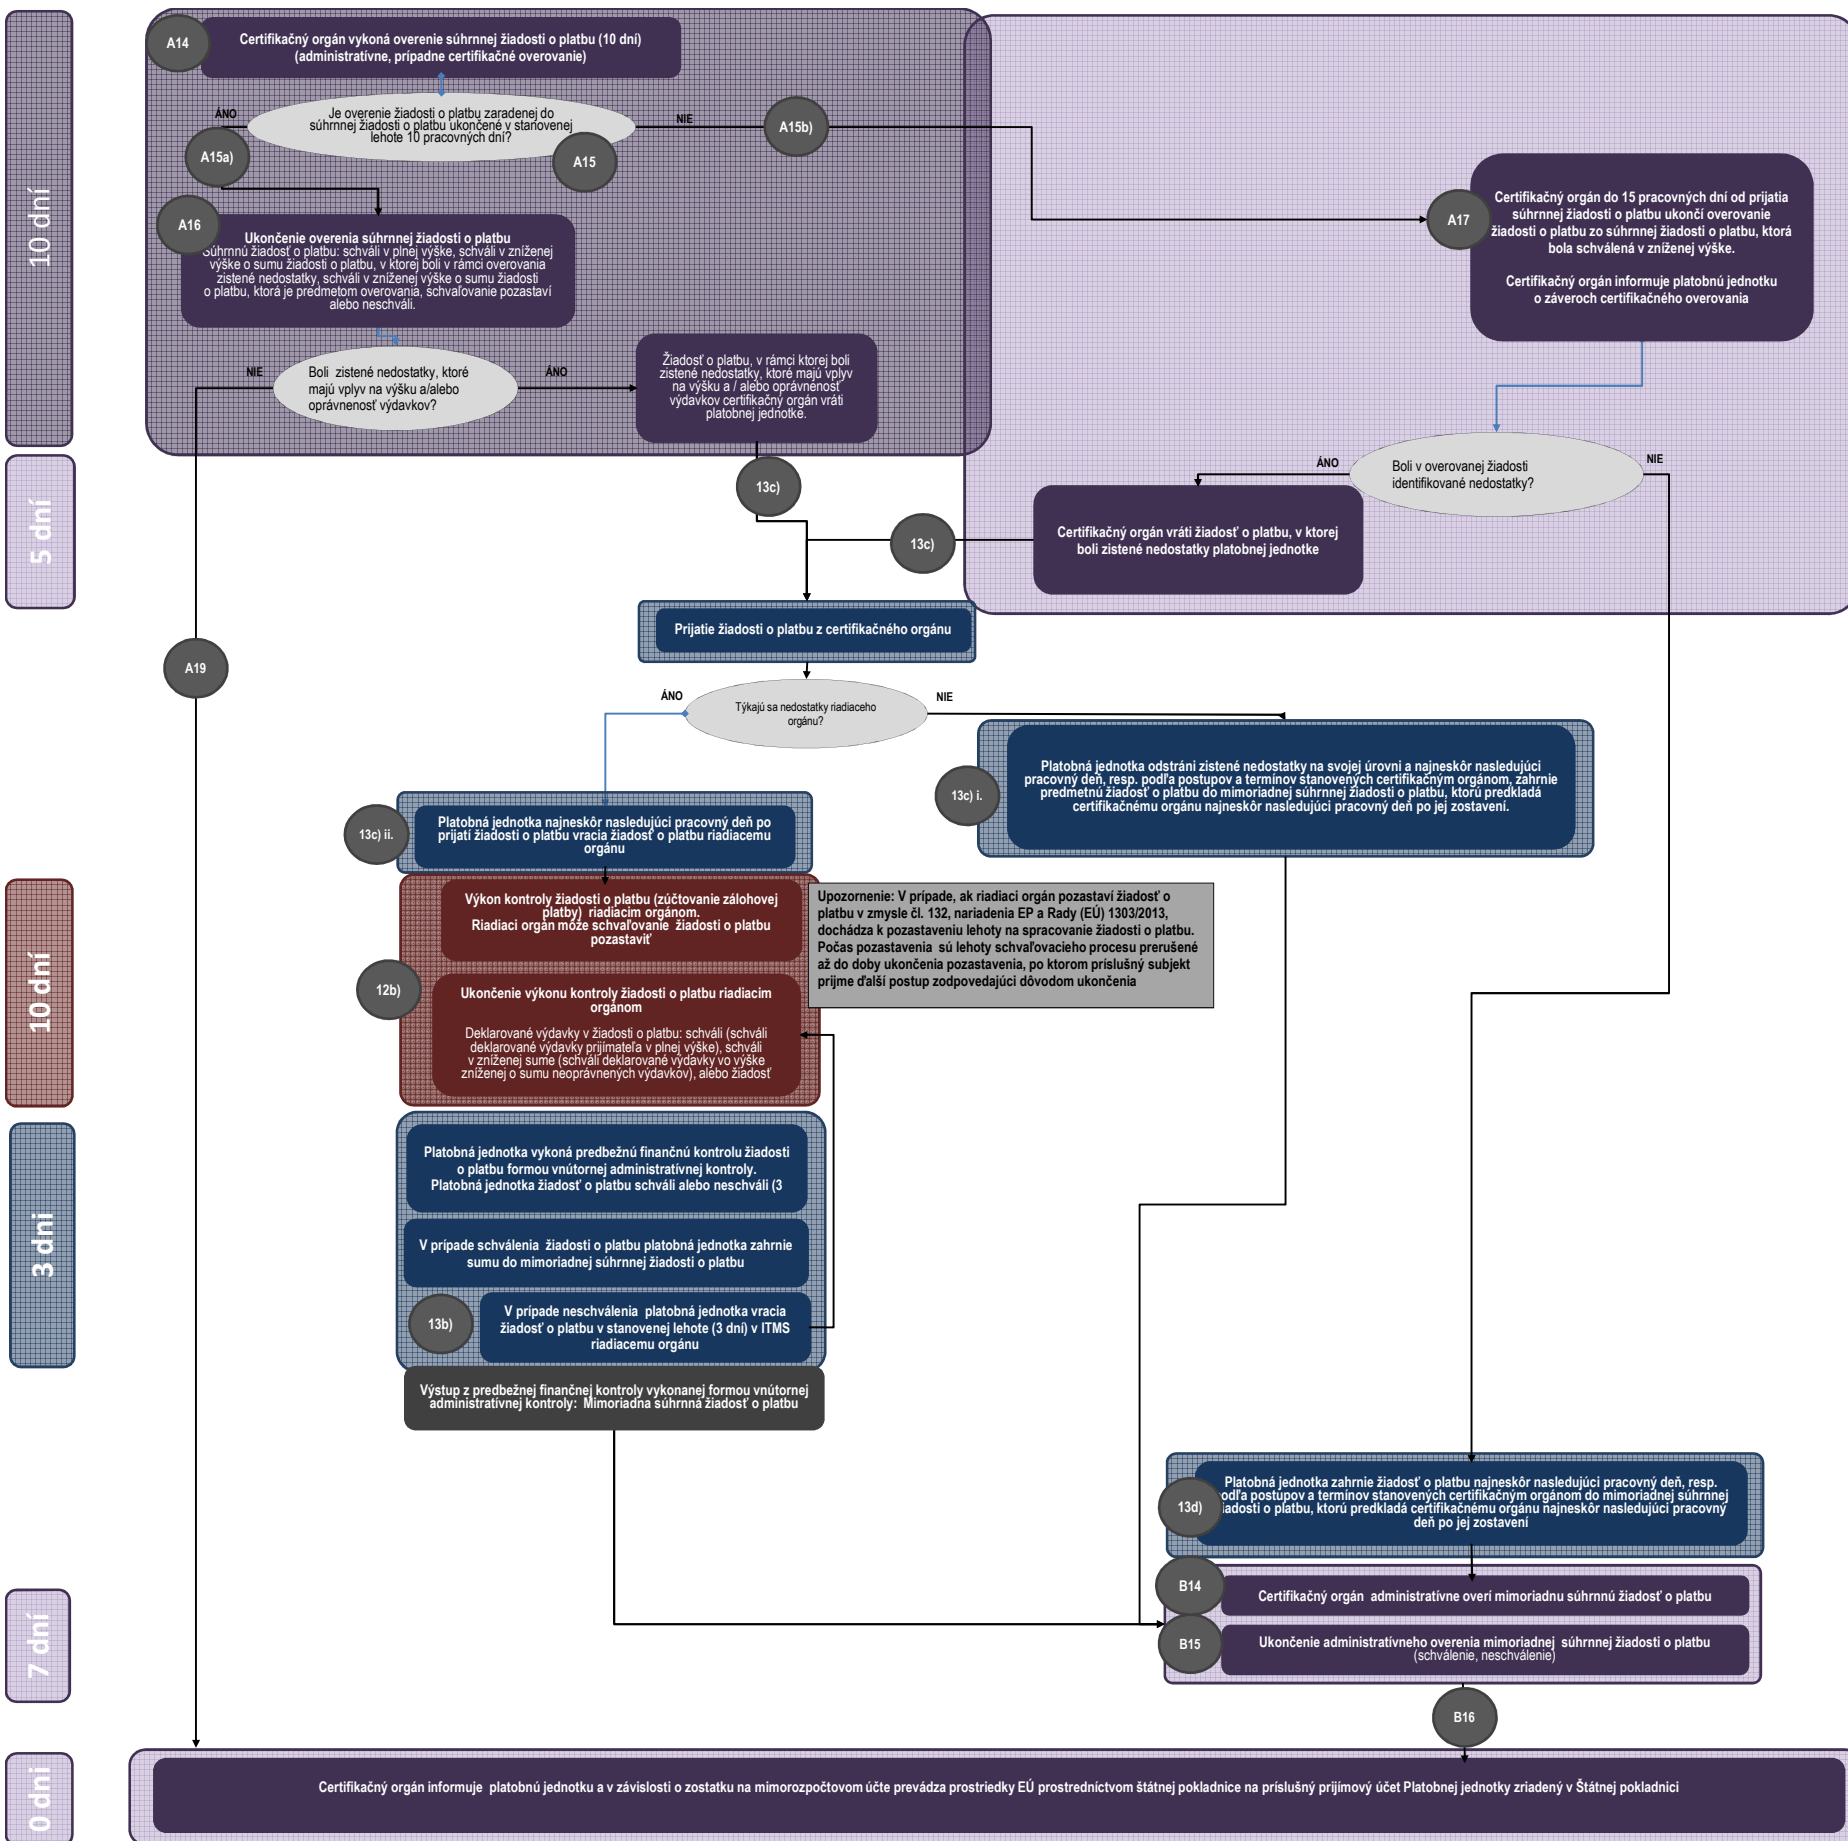 A14
Certifikačný orgán vykoná overenie súhrnnej žiadosti o platbu (10 dní)
(administratívne, prípadne certifikačné overovanie)
Je overenie žiadosti o platbu zaradenej do
súhrnnej žiadosti o platbu ukončené v stanovenej
lehote 10 pracovných dní?
ÁNO
NIE
A15a)
A15
A15b)
10 dní
A16
Ukončenie overenia súhrnnej žiadosti o platbu
Súhrnnú žiadosť o platbu: schváli v plnej výške, schváli v zníženej
výške o sumu žiadosti o platbu, v ktorej boli v rámci overovania
zistené nedostatky, schváli v zníženej výške o sumu žiadosti
o platbu, ktorá je predmetom overovania, schvaľovanie pozastaví
alebo neschváli.
A17
Certifikačný orgán do 15 pracovných dní od prijatia
súhrnnej žiadosti o platbu ukončí overovanie
žiadosti o platbu zo súhrnnej žiadosti o platbu, ktorá
bola schválená v zníženej výške.
Certifikačný orgán informuje platobnú jednotku
o záveroch certifikačného overovania
NIE
Boli zistené nedostatky, ktoré
majú vplyv na výšku a/alebo
oprávnenosť výdavkov?
ÁNO
Žiadosť o platbu, v rámci ktorej boli
zistené nedostatky, ktoré majú vplyv
na výšku a / alebo oprávnenosť
výdavkov certifikačný orgán vráti
platobnej jednotke.
5 dní
13c)
ÁNO
Boli v overovanej žiadosti
identifikované nedostatky?
NIE
13c)
Certifikačný orgán vráti žiadosť o platbu, v ktorej
boli zistené nedostatky platobnej jednotke
Prijatie žiadosti o platbu z certifikačného orgánu
A19
ÁNO
Týkajú sa nedostatky riadiaceho
orgánu?
NIE
13c) i.
Platobná jednotka odstráni zistené nedostatky na svojej úrovni a najneskôr nasledujúci
pracovný deň, resp. podľa postupov a termínov stanovených certifikačným orgánom, zahrnie
predmetnú žiadosť o platbu do mimoriadnej súhrnnej žiadosti o platbu, ktorú predkladá
certifikačnému orgánu najneskôr nasledujúci pracovný deň po jej zostavení.
13c) ii.
Platobná jednotka najneskôr nasledujúci pracovný deň po
prijatí žiadosti o platbu vracia žiadosť o platbu riadiacemu
orgánu
10 dní
Výkon kontroly žiadosti o platbu (zúčtovanie zálohovej
platby) riadiacim orgánom.
Riadiaci orgán môže schvaľovanie žiadosti o platbu
pozastaviť
Upozornenie: V prípade, ak riadiaci orgán pozastaví žiadosť o
platbu v zmysle čl. 132, nariadenia EP a Rady (EÚ) 1303/2013,
dochádza k pozastaveniu lehoty na spracovanie žiadosti o platbu.
Počas pozastavenia sú lehoty schvaľovacieho procesu prerušené
až do doby ukončenia pozastavenia, po ktorom príslušný subjekt
prijme ďalší postup zodpovedajúci dôvodom ukončenia
12b)
Ukončenie výkonu kontroly žiadosti o platbu riadiacim
orgánom
Deklarované výdavky v žiadosti o platbu: schváli (schváli
deklarované výdavky prijímateľa v plnej výške), schváli
v zníženej sume (schváli deklarované výdavky vo výške
zníženej o sumu neoprávnených výdavkov), alebo žiadosť
3 dni
Platobná jednotka vykoná predbežnú finančnú kontrolu žiadosti
o platbu formou vnútornej administratívnej kontroly.
Platobná jednotka žiadosť o platbu schváli alebo neschváli (3
V prípade schválenia žiadosti o platbu platobná jednotka zahrnie
sumu do mimoriadnej súhrnnej žiadosti o platbu
13b)
V prípade neschválenia platobná jednotka vracia
žiadosť o platbu v stanovenej lehote (3 dní) v ITMS
riadiacemu orgánu
Výstup z predbežnej finančnej kontroly vykonanej formou vnútornej
administratívnej kontroly: Mimoriadna súhrnná žiadosť o platbu
13d)
Platobná jednotka zahrnie žiadosť o platbu najneskôr nasledujúci pracovný deň, resp.
odľa postupov a termínov stanovených certifikačným orgánom do mimoriadnej súhrnnej
iadosti o platbu, ktorú predkladá certifikačnému orgánu najneskôr nasledujúci pracovný
deň po jej zostavení
7 dní
B14
Certifikačný orgán administratívne overí mimoriadnu súhrnnú žiadosť o platbu
B15
Ukončenie administratívneho overenia mimoriadnej súhrnnej žiadosti o platbu
(schválenie, neschválenie)
B16
0 dni
Certifikačný orgán informuje platobnú jednotku a v závislosti o zostatku na mimorozpočtovom účte prevádza prostriedky EÚ prostredníctvom štátnej pokladnice na príslušný prijímový účet Platobnej jednotky zriadený v Štátnej pokladnici